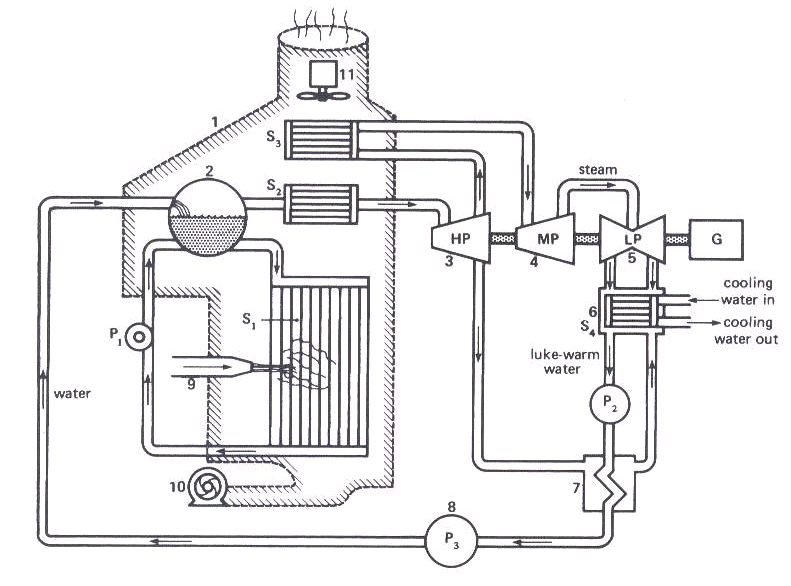 11
1
S3
2
S2
steam
HP
MP
LP
G
3
4
5
cooling
water in
6
S4
cooling
water out
S1
P1
luke-warm
water
9
water
P2
10
7
8
P3